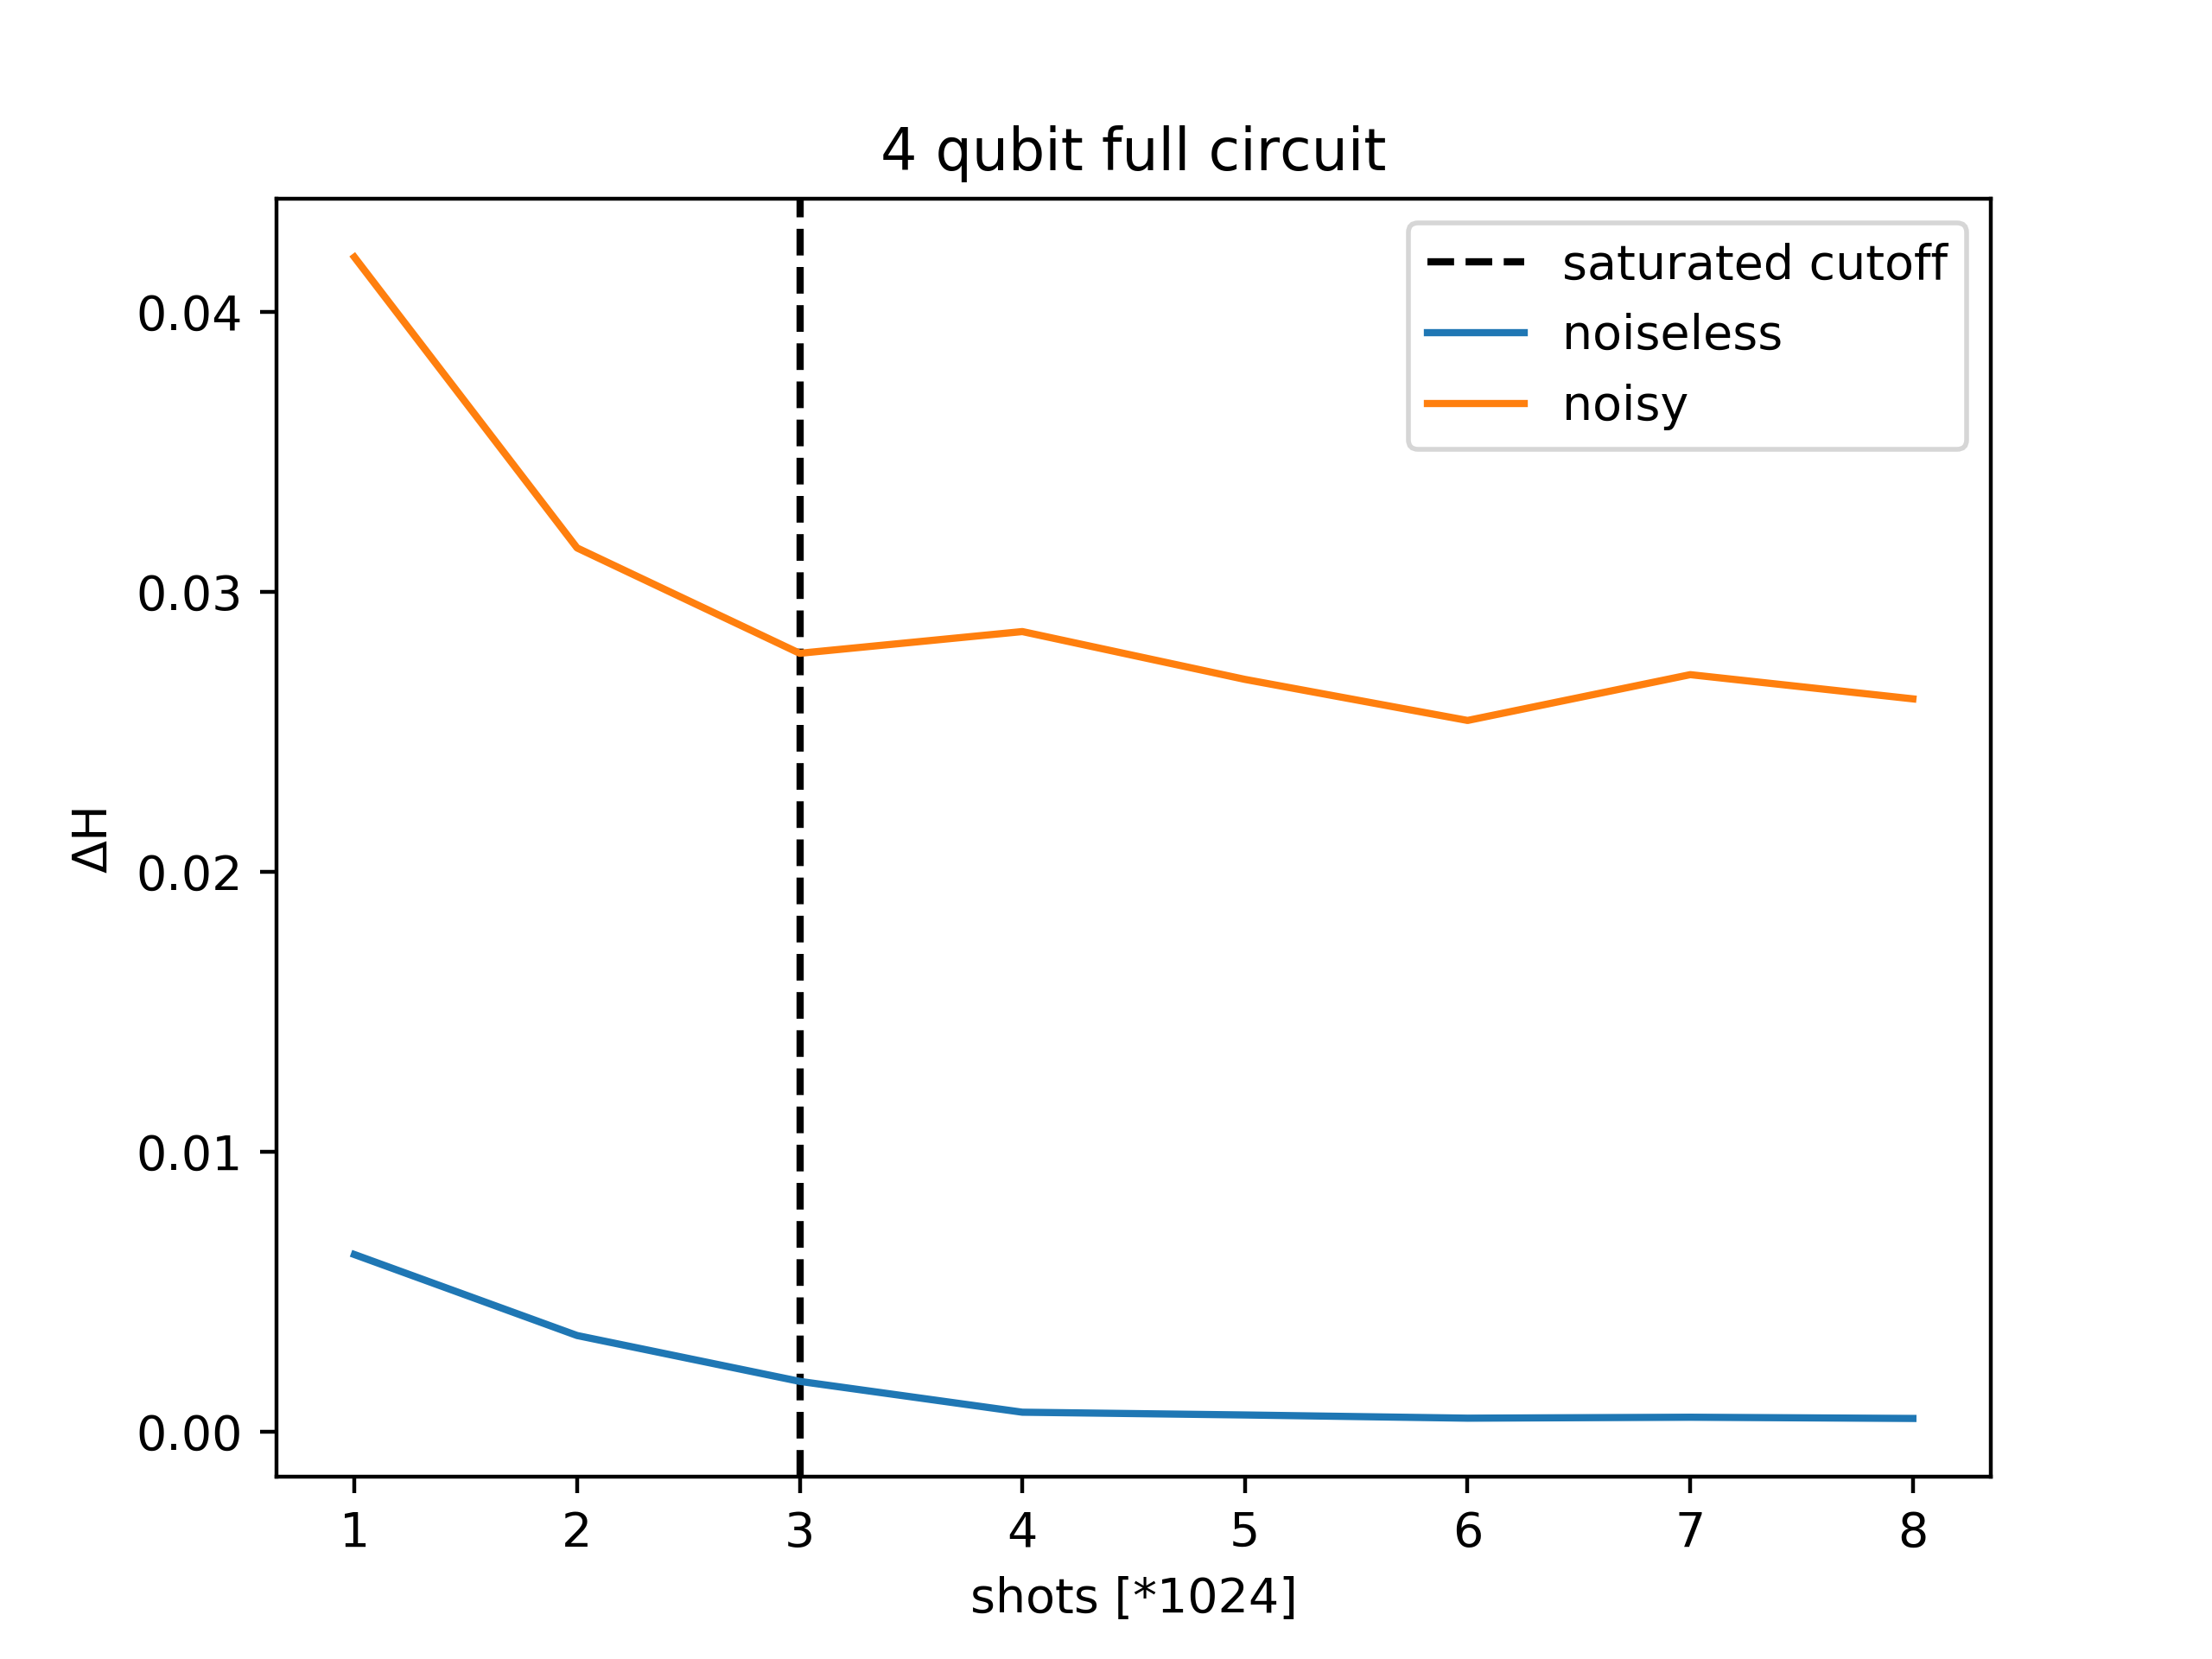 4 qubit full circuit
saturated cutoff
noiseless
noisy
0.04
0.03
0.02
0.01
0.00
ΔH
1 2 3 4 5 6 7 8
shots [*1024]